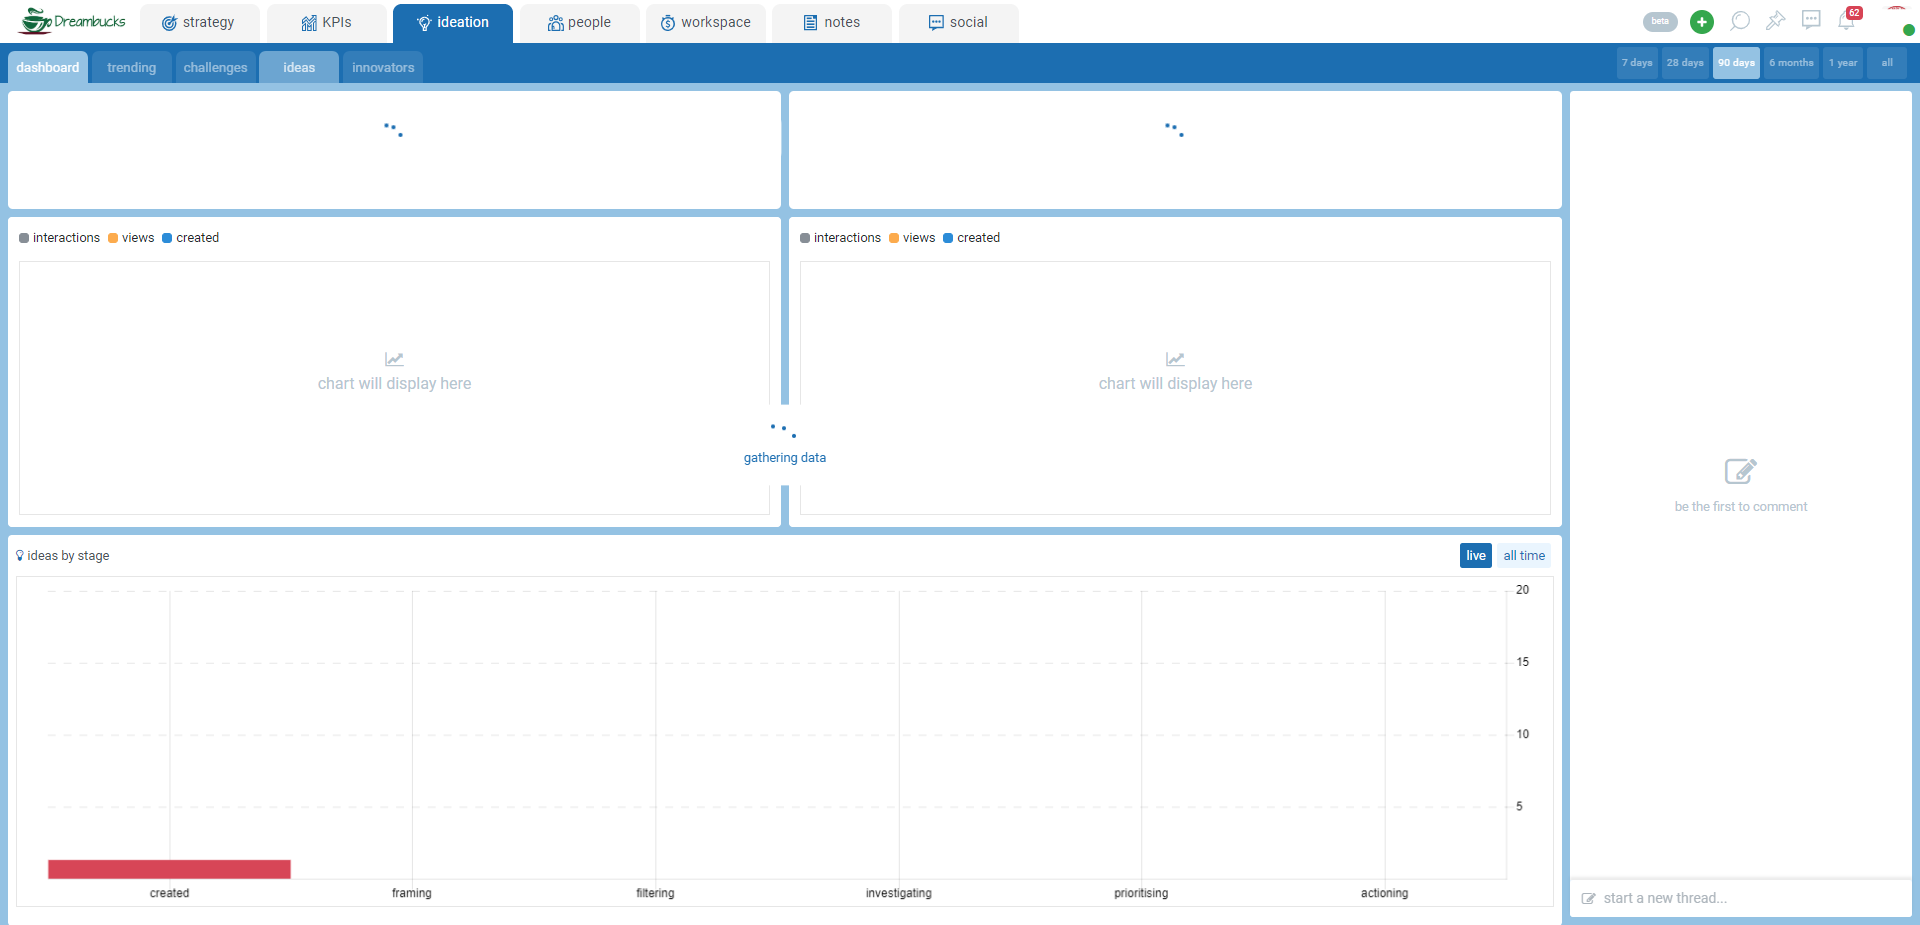 Dreambucks
strategy
KPIs
ideation
people
workspace
notes
social
beta
62
dashboard
trending
challenges
ideas
innovators
7 days
28 days
90 days
6 months
1 year
all
interactions views created
interactions views created
chart will display here
chart will display here
gathering data
be the first to comment
ideas by stage
live
all time
20
15
10
5
created
framing
filtering
investigating
prioritising
actioning
start a new thread...